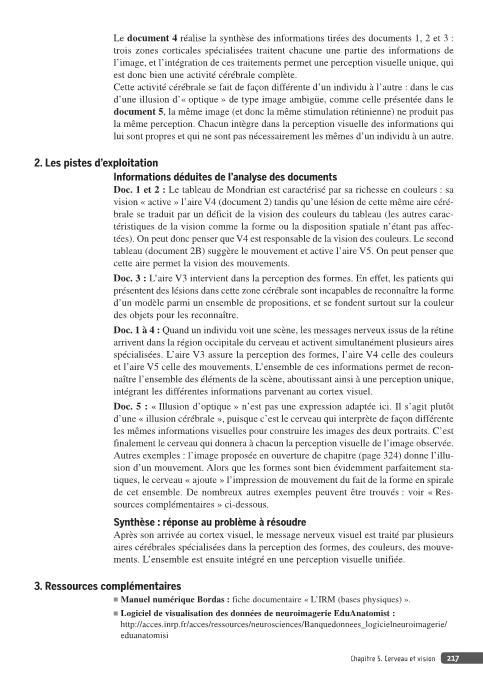 Le document 4 réalise la synthèse des informations tirées des documents 1, 2 et 3 :
trois zones corticales spécialisées traitent chacune une partie des informations de
l'image, et l'intégration de ces traitements permet une perception visuelle unique, qui
est donc bien une activité cérébrale complète.
Cette activité cérébrale se fait de façon différente d'un individu à l'autre : dans le cas
d'une illusion d'« optique » de type image ambigüe, comme celle présentée dans le
document 5, la même image (et donc la même stimulation rétinienne) ne produit pas
la même perception. Chacun intègre dans la perception visuelle des informations qui
lui sont propres et qui ne sont pas nécessairement les mêmes d'un individu à un autre.
2. Les pistes d'exploitation
Informations déduites de l'analyse des documents
Doc. 1 et 2 : Le tableau de Mondrian est caractérisé par sa richesse en couleurs : sa
vision « active » l'aire V4 (document 2) tandis qu'une lésion de cette même aire céré-
brale se traduit par un déficit de la vision des couleurs du tableau (les autres carac-
téristiques de la vision comme la forme ou la disposition spatiale n'étant pas affec-
tées). On peut donc penser que V4 est responsable de la vision des couleurs. Le second
tableau (document 2B) suggère le mouvement et active l'aire V5. On peut penser que
cette aire permet la vision des mouvements.
Doc. 3 : L'aire V3 intervient dans la perception des formes. En effet, les patients qui
présentent des lésions dans cette zone cérébrale sont incapables de reconnaître la forme
d'un modèle parmi un ensemble de propositions, et se fondent surtout sur la couleur
des objets pour les reconnaître.
Doc. 1 à 4 : Quand un individu voit une scène, les messages nerveux issus de la rétine
arrivent dans la région occipitale du cerveau et activent simultanément plusieurs aires
spécialisées. L'aire V3 assure la perception des formes, l'aire V4 celle des couleurs
et l'aire V5 celle des mouvements. L'ensemble de ces informations permet de recon-
naître l'ensemble des éléments de la scène, aboutissant ainsi à une perception unique,
intégrant les différentes informations parvenant au cortex visuel.
Doc. 5 : « Illusion d'optique » n'est pas une expression adaptée ici. Il s'agit plutôt
d'une « illusion cérébrale », puisque c'est le cerveau qui interprète de façon différente
les mêmes informations visuelles pour construire les images des deux portraits. C'est
finalement le cerveau qui donnera à chacun la perception visuelle de l'image observée.
Autres exemples : l'image proposée en ouverture de chapitre (page 324) donne l'illu-
sion d'un mouvement. Alors que les formes sont bien évidemment parfaitement sta-
tiques, le cerveau « ajoute » l'impression de mouvement du fait de la forme en spirale
de cet ensemble. De nombreux autres exemples peuvent être trouvés : voir « Res-
sources complémentaires » ci-dessous.
Synthèse : réponse au problème à résoudre
Après son arrivée au cortex visuel, le message nerveux visuel est traité par plusieurs
aires cérébrales spécialisées dans la perception des formes, des couleurs, des mouve-
ments. L'ensemble est ensuite intégré en une perception visuelle unifiée.
3. Ressources complémentaires
■ Manuel numérique Bordas : fiche documentaire « L'IRM (bases physiques) ».
■ Logiciel de visualisation des données de neuroimagerie EduAnatomist :
http://acces.inrp.fr/acces/ressources/neurosciences/Banquedonnees_logicielneuroimagerie/
eduanatomisi
Chapitre 5. Cerveau et vision 217